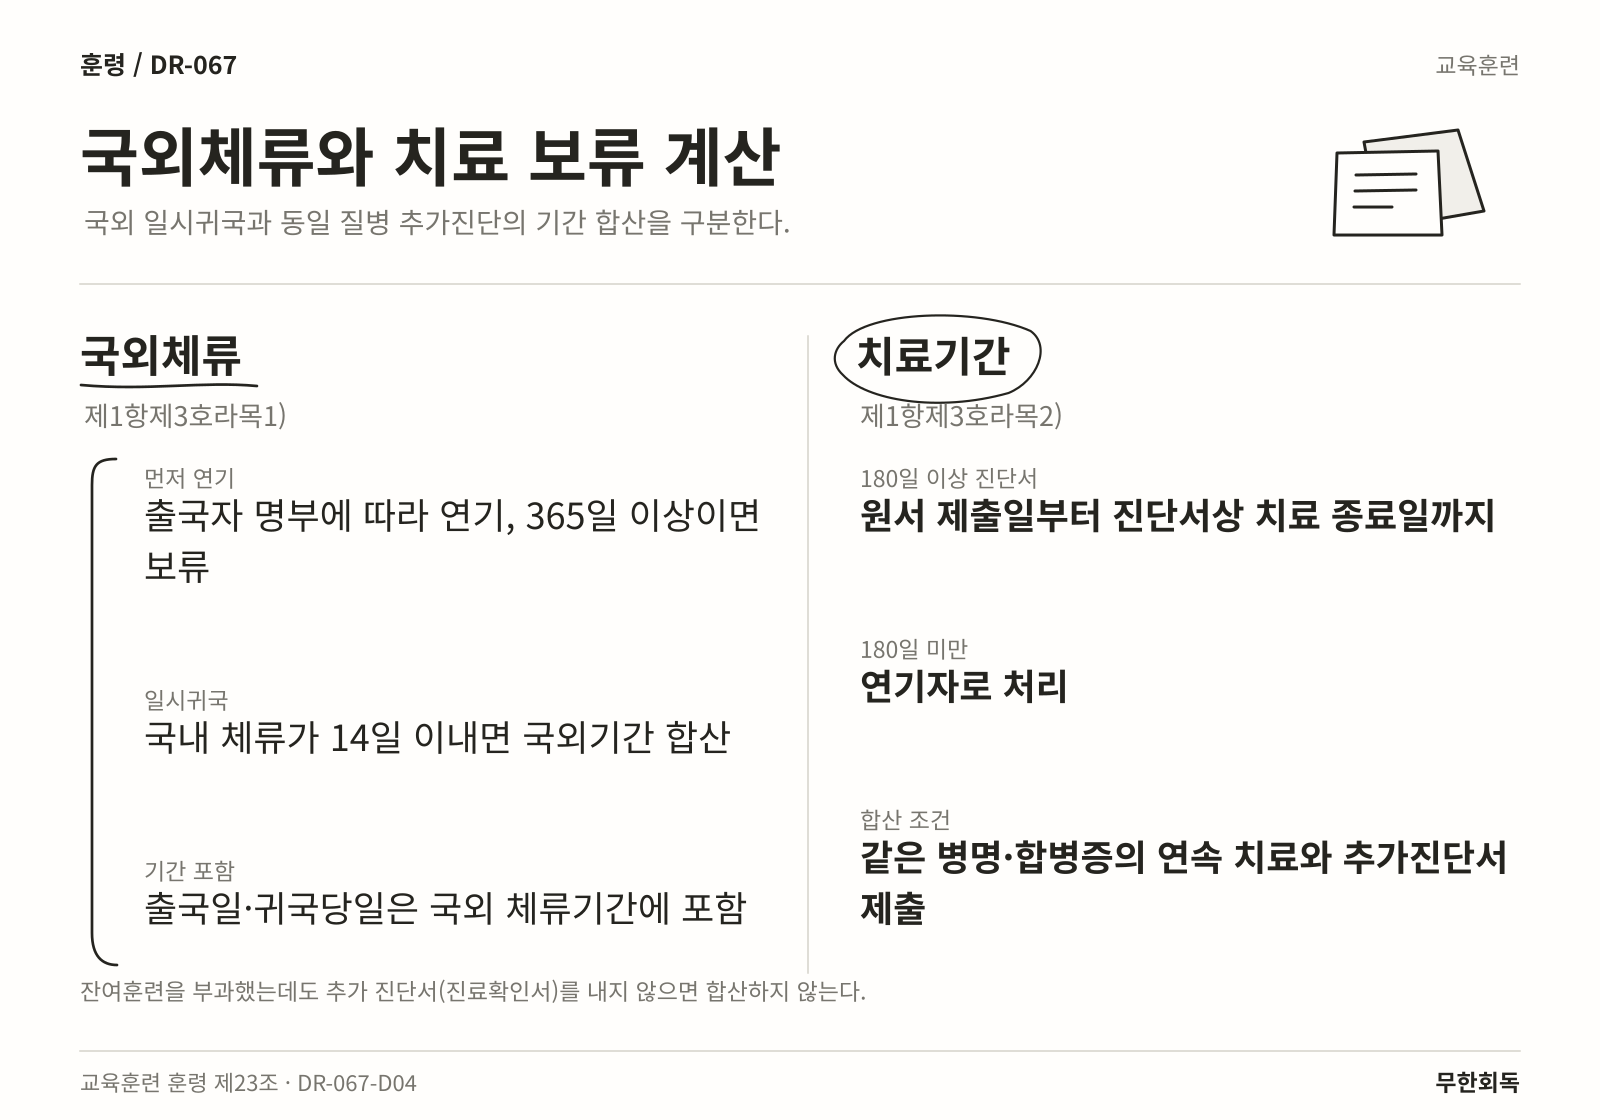 훈령 / DR-067
교육훈련
국외체류와 치료 보류 계산
국외 일시귀국과 동일 질병 추가진단의 기간 합산을 구분한다.
국외체류
제1항제3호라목1)
먼저 연기
출국자 명부에 따라 연기, 365일 이상이면
보류
일시귀국
국내 체류가 14일 이내면 국외기간 합산
기간 포함
출국일·귀국당일은 국외 체류기간에 포함
치료기간
제1항제3호라목2)
180일 이상 진단서
원서 제출일부터 진단서상 치료 종료일까지
180일 미만
연기자로 처리
합산 조건
같은 병명·합병증의 연속 치료와 추가진단서
제출
잔여훈련을 부과했는데도 추가 진단서(진료확인서)를 내지 않으면 합산하지 않는다.
교육훈련 훈령 제23조 · DR-067-D04
무한회독